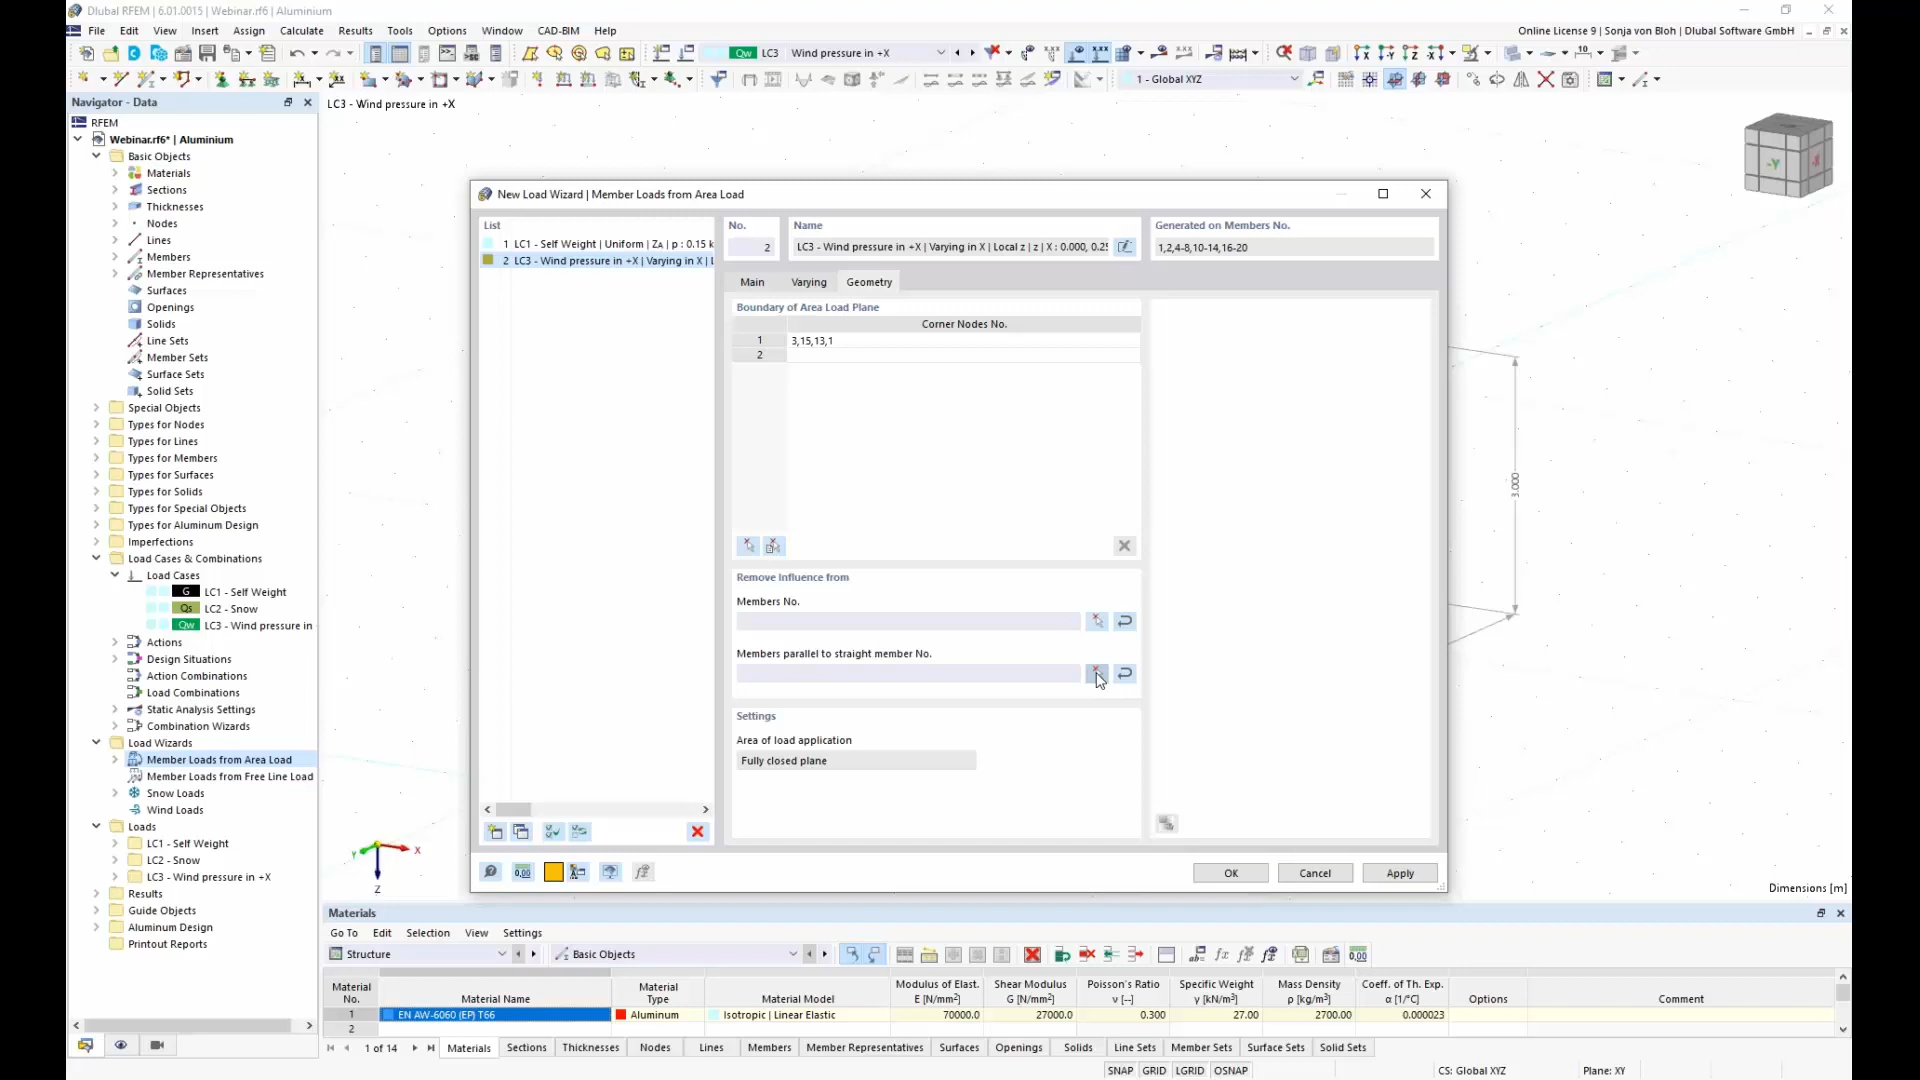 Dlubal RFEM | 6.01.0015 | Webinar.rf6* | Aluminium
File Edit View Insert Assign Calculate Results Tools Options Window CAD-BIM Help
Online License 9 | Sonja von Bloh | Dlubal Software GmbH
Qw LC3 Wind pressure in +X
1 - Global XYZ
Navigator - Data
LC3 - Wind pressure in +X
RFEM
Webinar.rf6* | Aluminium
Basic Objects
Materials
Sections
Thicknesses
Nodes
Lines
Members
Member Representatives
Surfaces
Openings
Solids
Line Sets
Member Sets
Surface Sets
Solid Sets
Special Objects
Types for Nodes
Types for Lines
Types for Members
Types for Surfaces
Types for Solids
Types for Special Objects
Types for Aluminum Design
Imperfections
Load Cases & Combinations
Load Cases
G LC1 - Self Weight
Qs LC2 - Snow
Qw LC3 - Wind pressure in
Actions
Design Situations
Action Combinations
Load Combinations
Static Analysis Settings
Combination Wizards
Load Wizards
Member Loads from Area Load
Member Loads from Free Line Load
Snow Loads
Wind Loads
Loads
LC1 - Self Weight
LC2 - Snow
LC3 - Wind pressure in +X
Results
Guide Objects
Aluminum Design
Printout Reports
New Load Wizard | Member Loads from Area Load
List
1 LC1 - Self Weight | Uniform | ZA | p : 0.15 k
2 LC3 - Wind pressure in +X | Varying in X | L
No.
2
Name
LC3 - Wind pressure in +X | Varying in X | Local z | z | X : 0.000, 0.25
Generated on Members No.
1,2,4-8,10-14,16-20
Main Varying Geometry
Boundary of Area Load Plane
Corner Nodes No.
1 3,15,13,1
2
Remove Influence from
Members No.
Members parallel to straight member No.
Settings
Area of load application
Fully closed plane
OK Cancel Apply
-Y
-X
3.000
Y X
Z
Dimensions [m]
Materials
Go To Edit Selection View Settings
Structure Basic Objects
Material No. Material Name Material Type Material Model Modulus of Elast. E [N/mm2] Shear Modulus G [N/mm2] Poisson's Ratio ν [--] Specific Weight γ [kN/m3] Mass Density ρ [kg/m3] Coeff. of Th. Exp. α [1/°C] Options Comment
1 EN AW-6060 (EP) T66 Aluminum Isotropic | Linear Elastic 70000.0 27000.0 0.300 27.00 2700.00 0.000023
2
1 of 14 Materials Sections Thicknesses Nodes Lines Members Member Representatives Surfaces Openings Solids Line Sets Member Sets Surface Sets Solid Sets
SNAP GRID LGRID OSNAP CS: Global XYZ Plane: XY